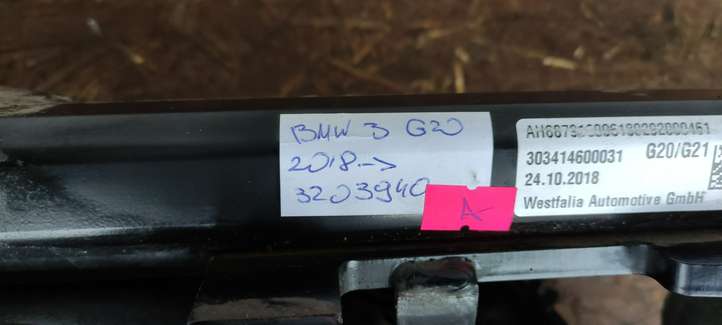 BMW 3 G20
2018->
3203940
A
303414600031 G20/G21
24.10.2018
Westfalia Automotive GmbH